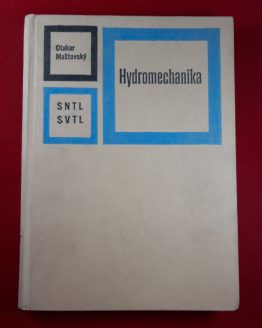 Otakar
Maštovský
Hydromechanika
SNTL
SVTL